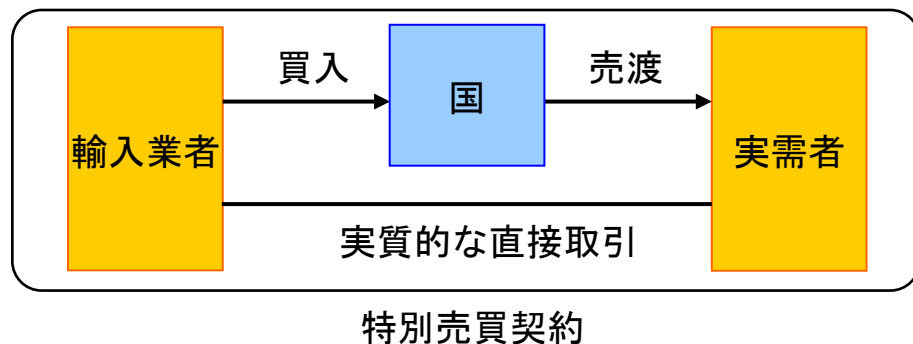 買入
売渡
輸入業者
国
実需者
実質的な直接取引
特別売買契約